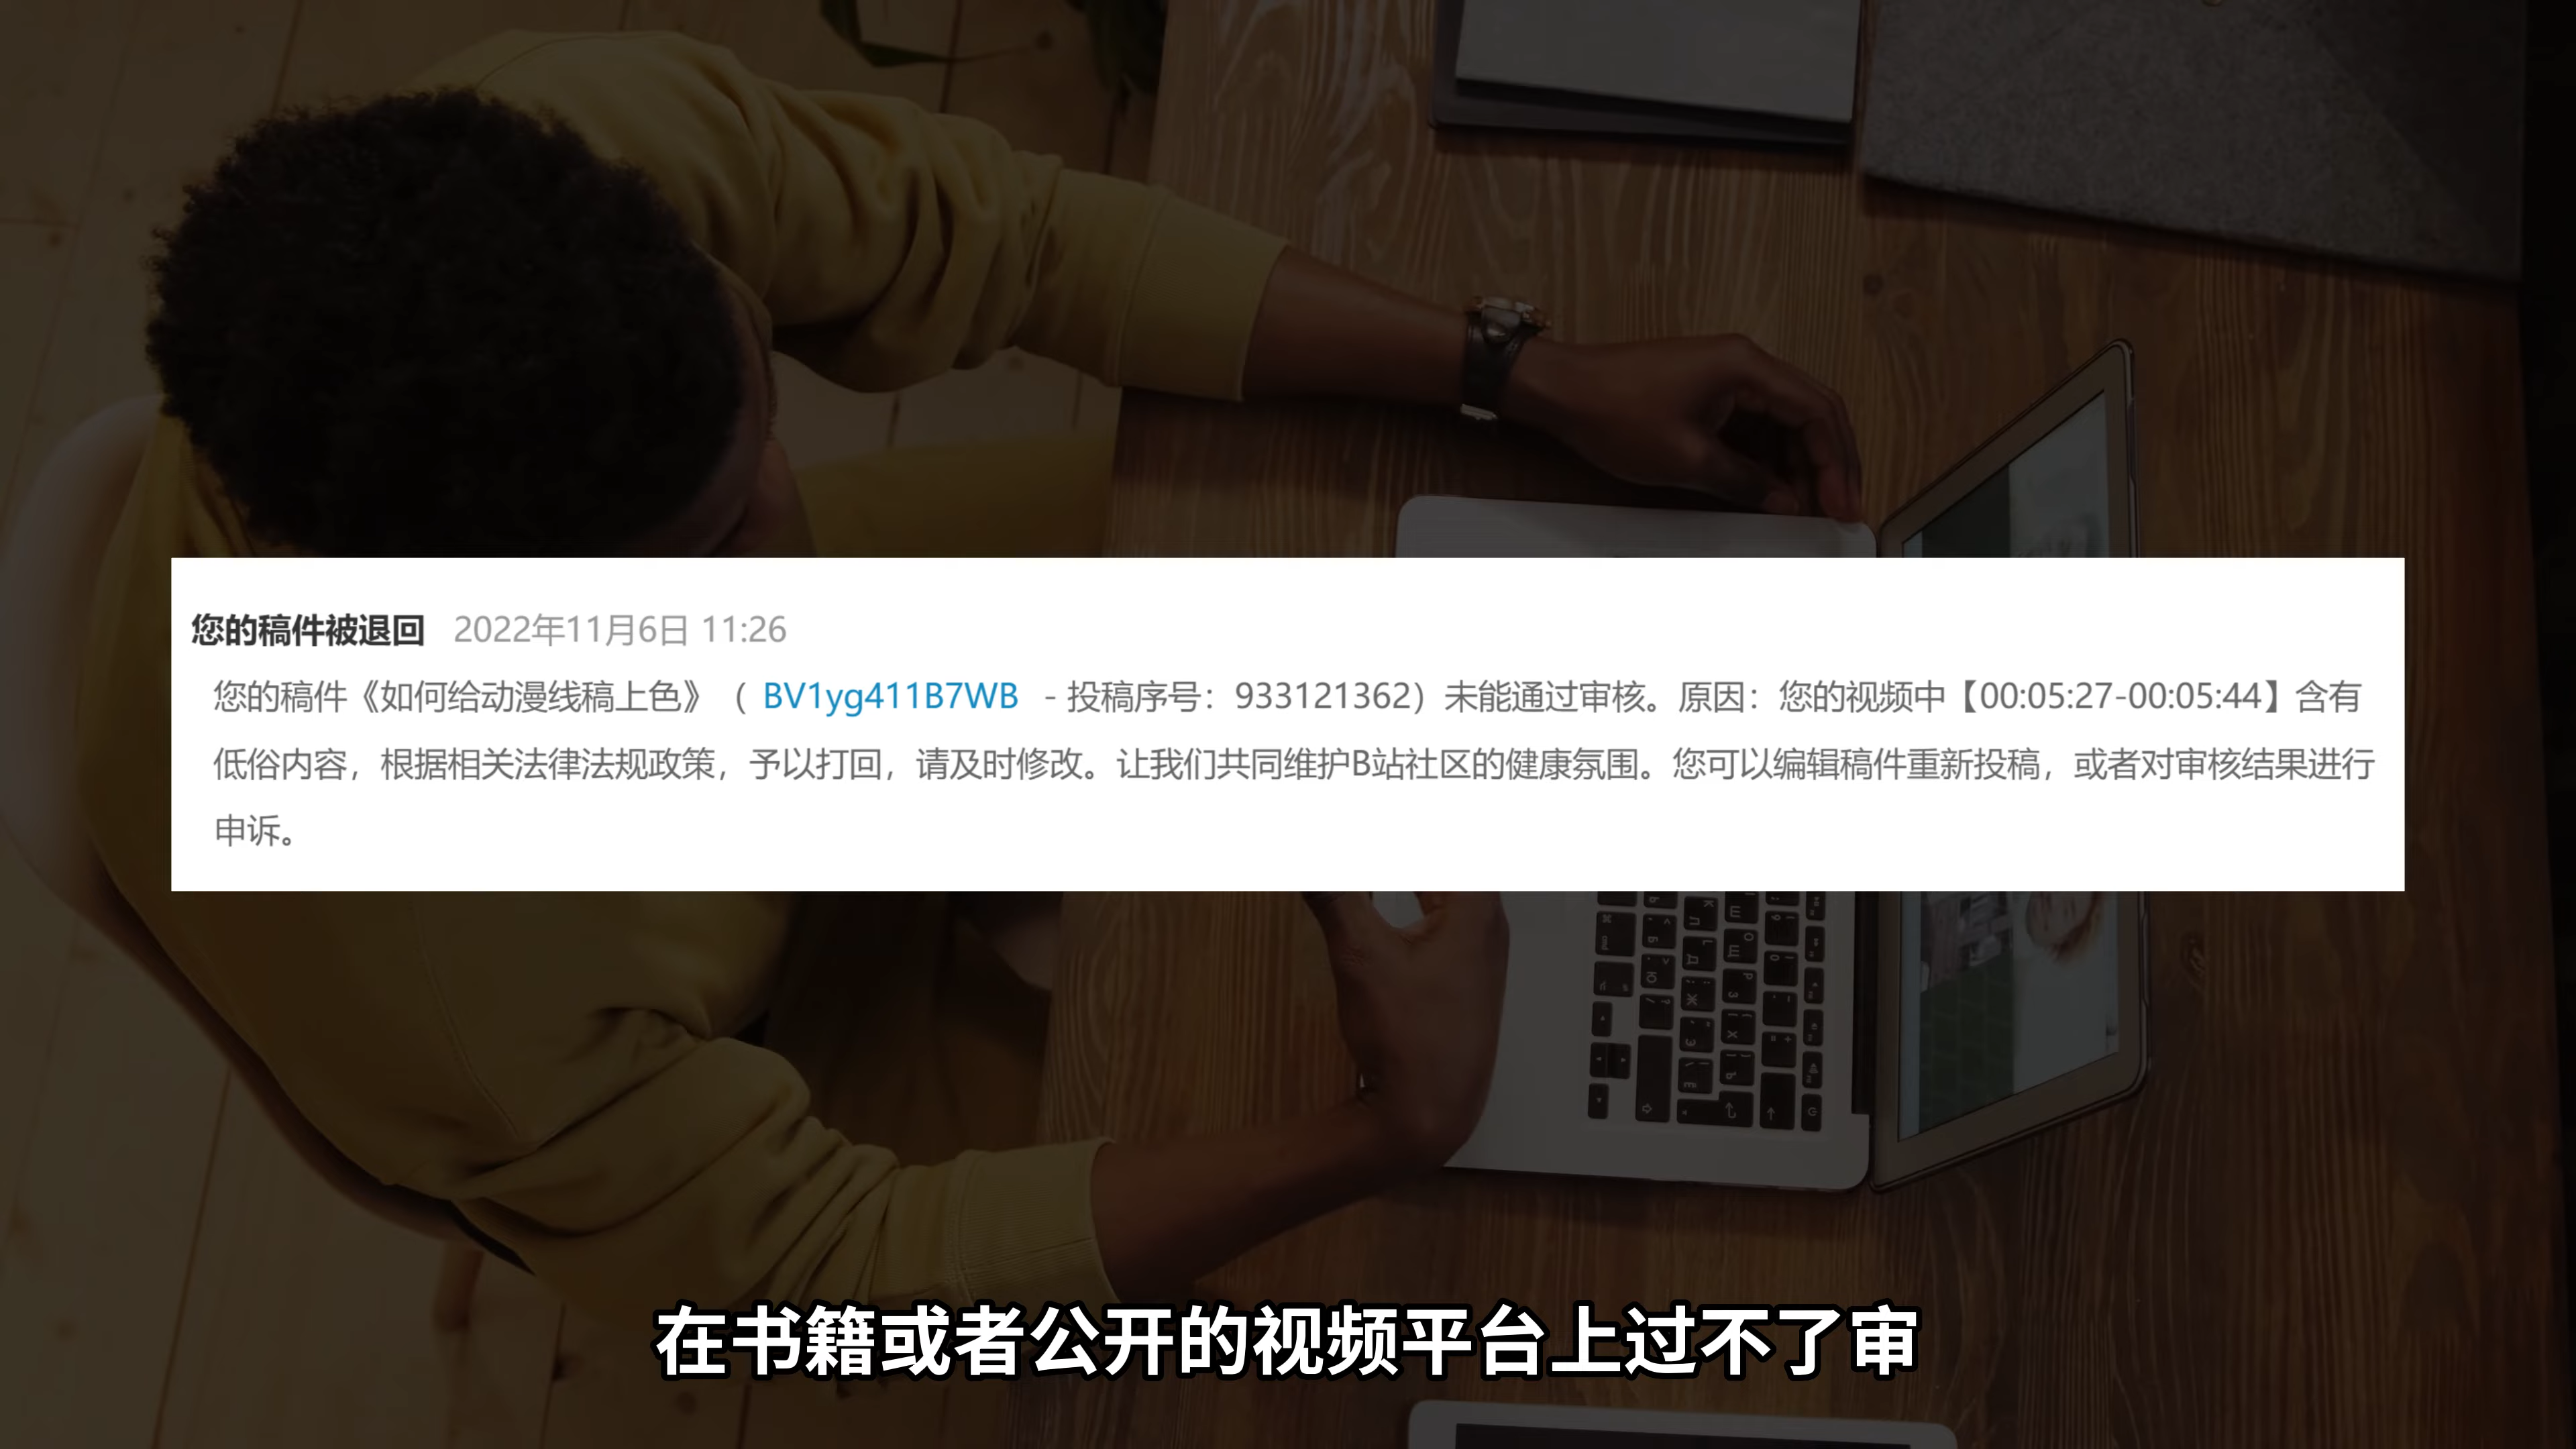 您的稿件被退回 2022年11月6日 11:26
您的稿件《如何给动漫线稿上色》（ BV1yg411B7WB - 投稿序号：933121362）未能通过审核。原因：您的视频中【00:05:27-00:05:44】含有
低俗内容，根据相关法律法规政策，予以打回，请及时修改。让我们共同维护B站社区的健康氛围。您可以编辑稿件重新投稿，或者对审核结果进行
申诉。
在书籍或者公开的视频平台上过不了审